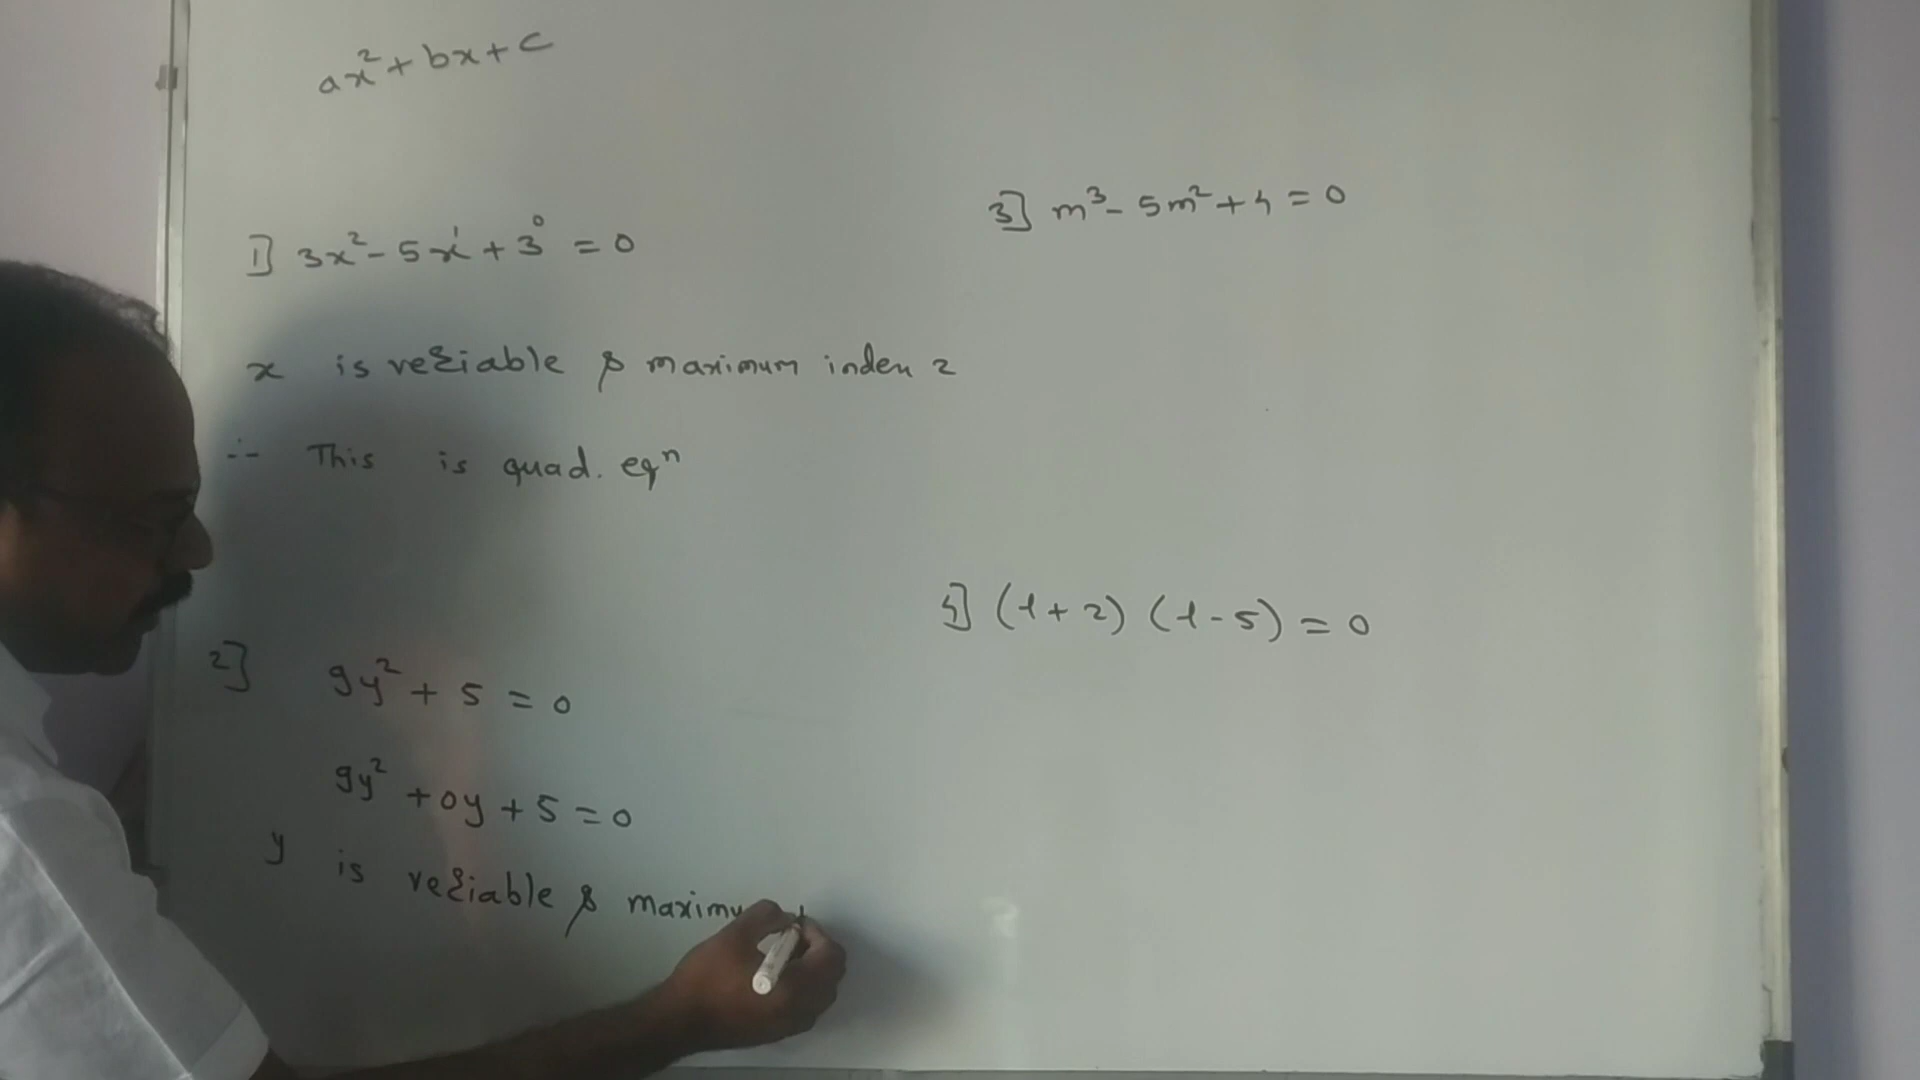 ax²+bx+c
1] 3x²-5x¹+3⁰ = 0
x is veriable & maximum index 2
∴ This is quad. eqⁿ
2] 9y²+5=0
9y²+0y+5=0
y is veriable & maximu
3] m³-5m²+4=0
4] (l+2) (l-5)=0